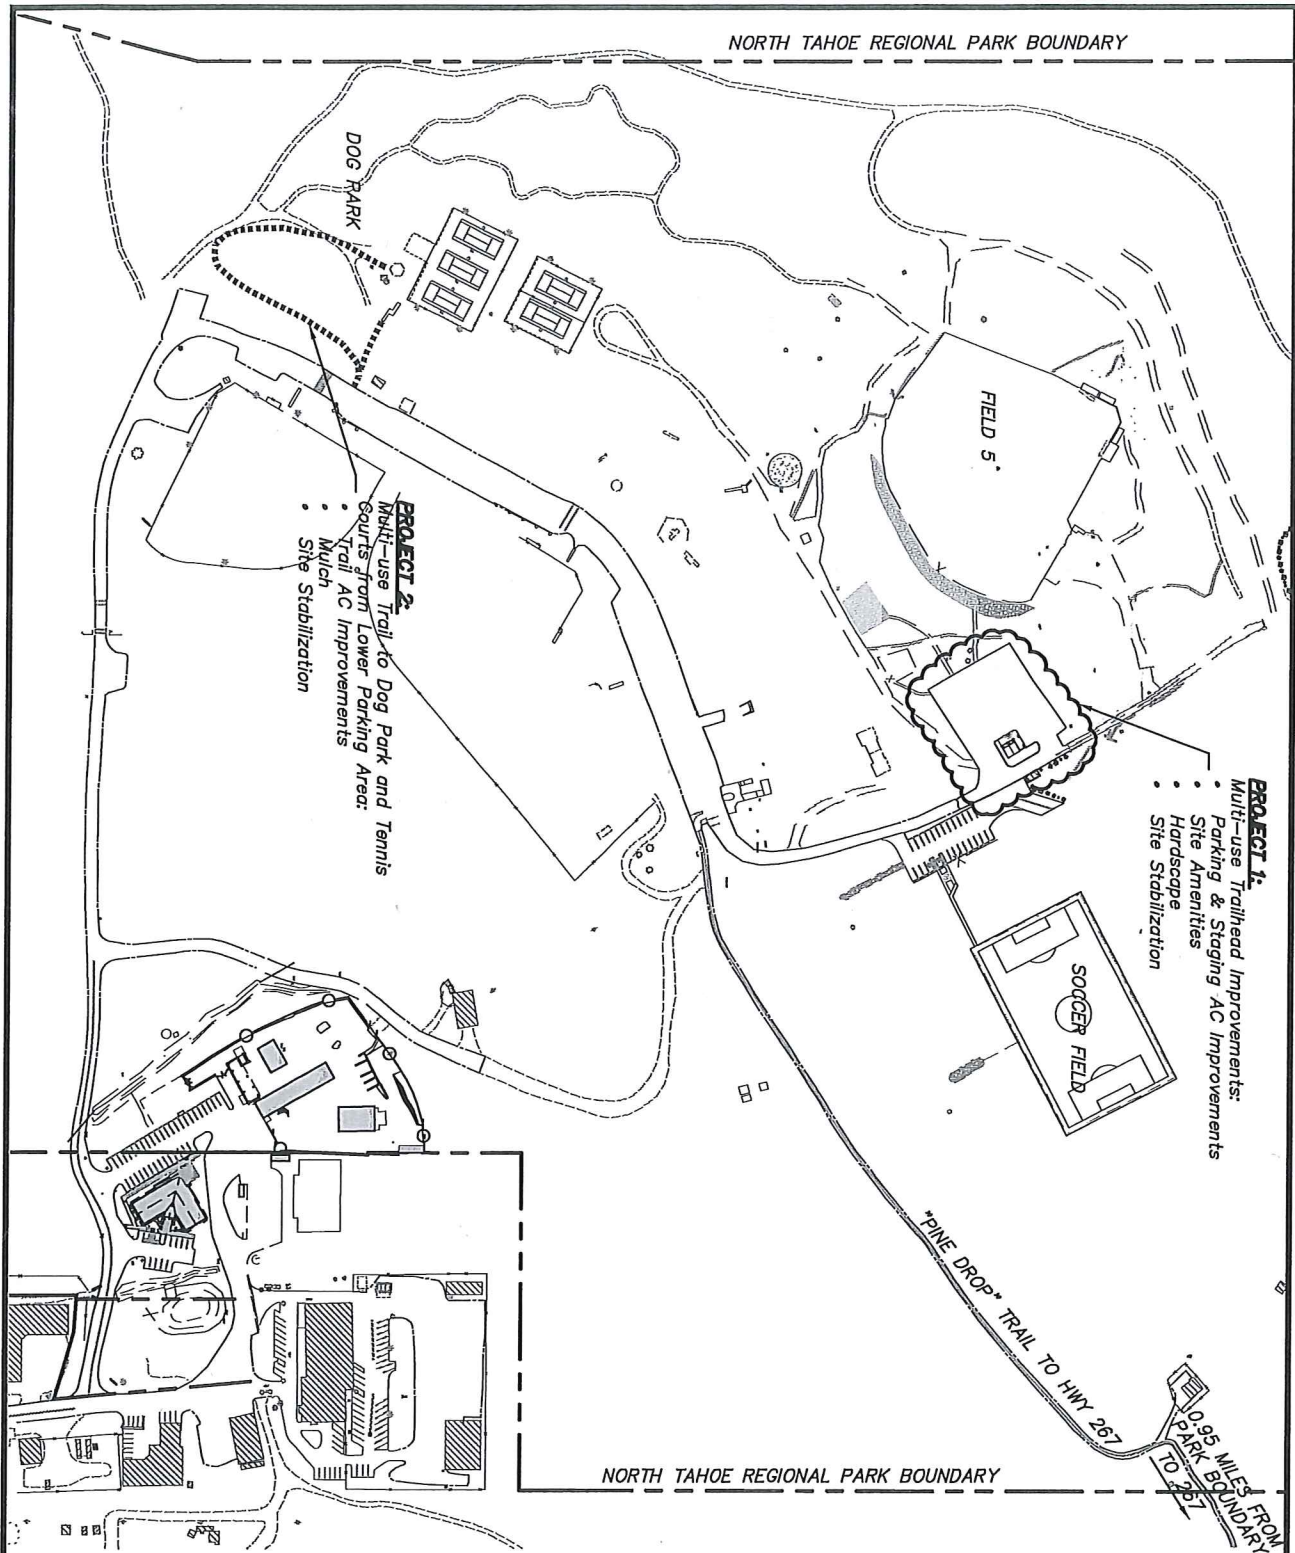 NORTH TAHOE REGIONAL PARK BOUNDARY
DOG PARK
FIELD 5
PROJECT 1:
Multi-use Trailhead Improvements:
• Parking & Staging AC Improvements
• Site Amenities
• Hardscape
• Site Stabilization
PROJECT 2:
Multi-use Trail to Dog Park and Tennis
Courts from Lower Parking Area:
• Trail AC Improvements
• Mulch
• Site Stabilization
SOCCER FIELD
"PINE DROP" TRAIL TO HWY 267
0.95 MILES FROM
PARK BOUNDARY
TO 267
NORTH TAHOE REGIONAL PARK BOUNDARY